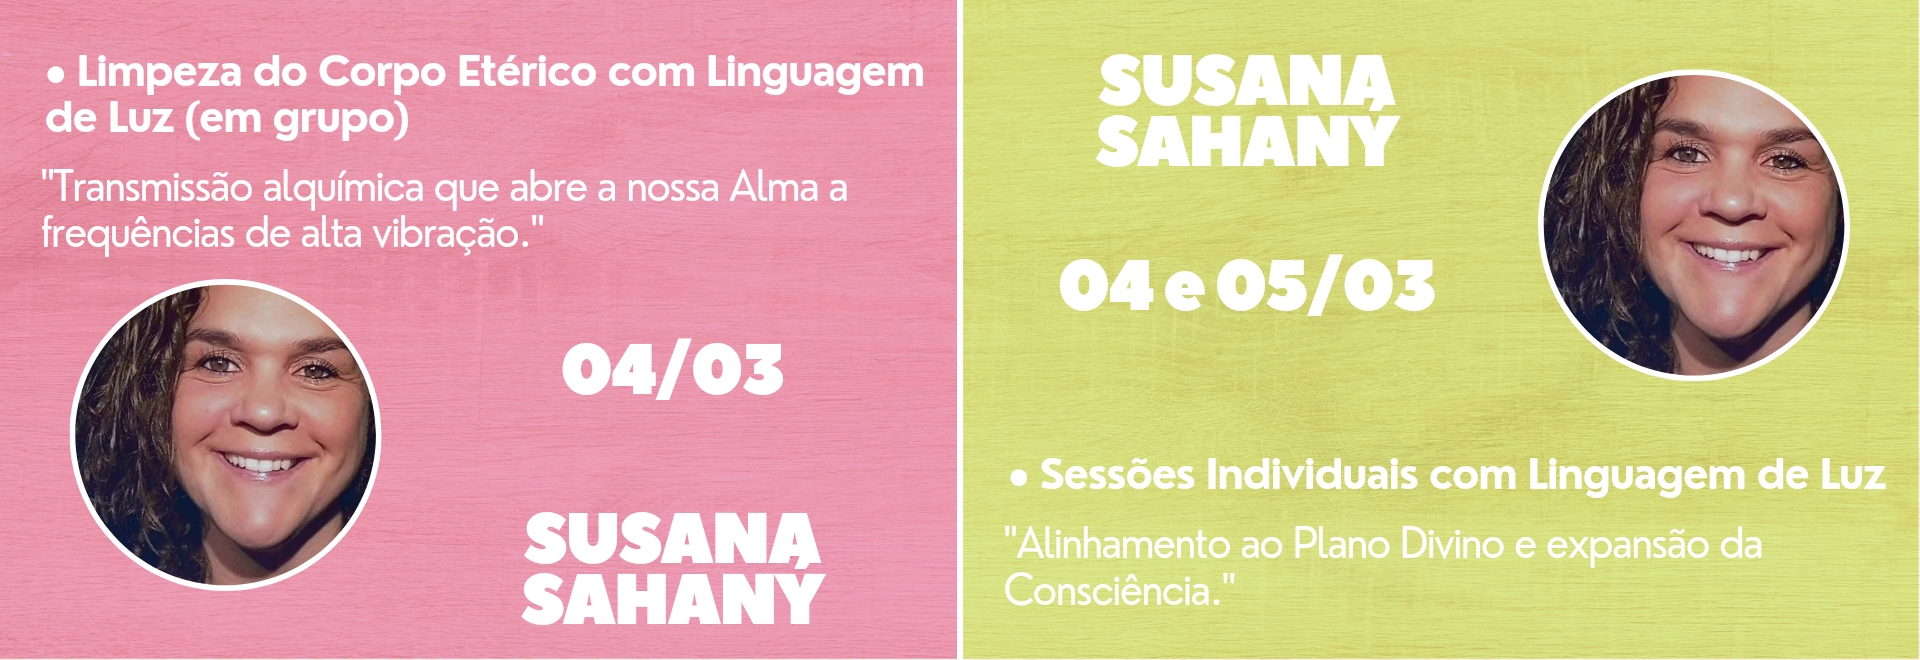 • Limpeza do Corpo Etérico com Linguagem
de Luz (em grupo)
"Transmissão alquímica que abre a nossa Alma a
frequências de alta vibração."
04/03
SUSANA
SAHANÝ
SUSANA
SAHANÝ
04 e 05/03
• Sessões Individuais com Linguagem de Luz
"Alinhamento ao Plano Divino e expansão da
Consciência."